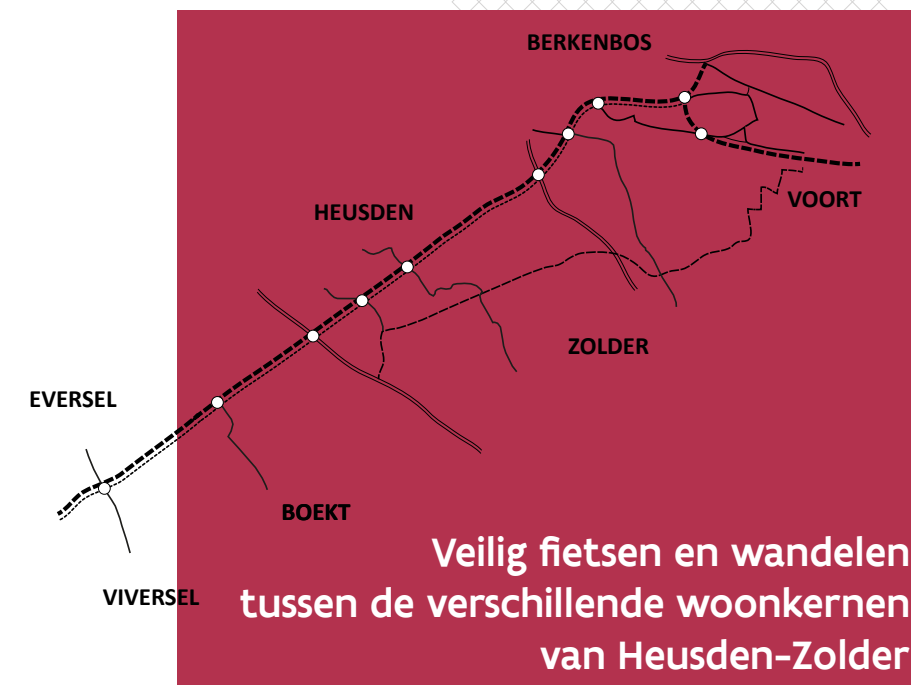 BERKENBOS
VOORT
HEUSDEN
ZOLDER
EVERSEL
BOEKT
VIVERSEL
Veilig fietsen en wandelen
tussen de verschillende woonkernen
van Heusden-Zolder